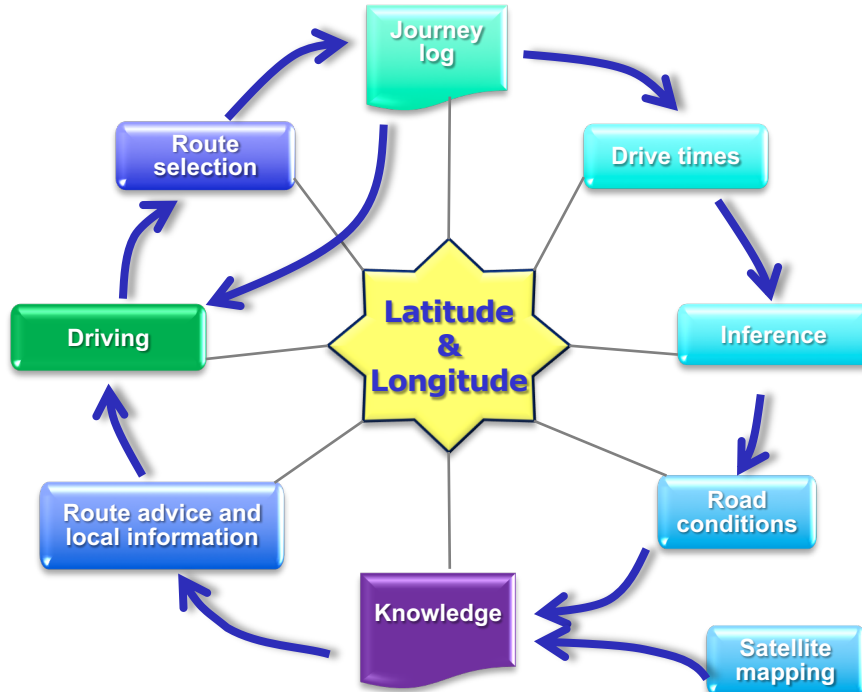 Journey
log
Route
selection
Drive times
Driving
Latitude
&
Longitude
Inference
Route advice and
local information
Road
conditions
Knowledge
Satellite
mapping